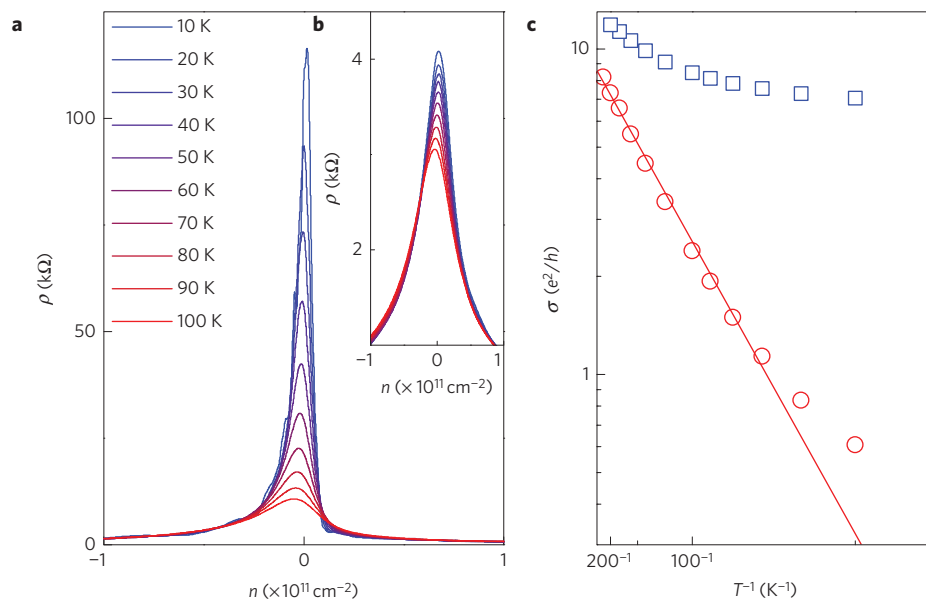 a
10 K
20 K
30 K
40 K
50 K
60 K
70 K
80 K
90 K
100 K
100
50
0
ρ (kΩ)
−1
0
1
n (× 10¹¹ cm⁻²)
b
4
2
ρ (kΩ)
−1
0
1
n (× 10¹¹ cm⁻²)
c
10
1
σ (e²/h)
200⁻¹
100⁻¹
T⁻¹ (K⁻¹)